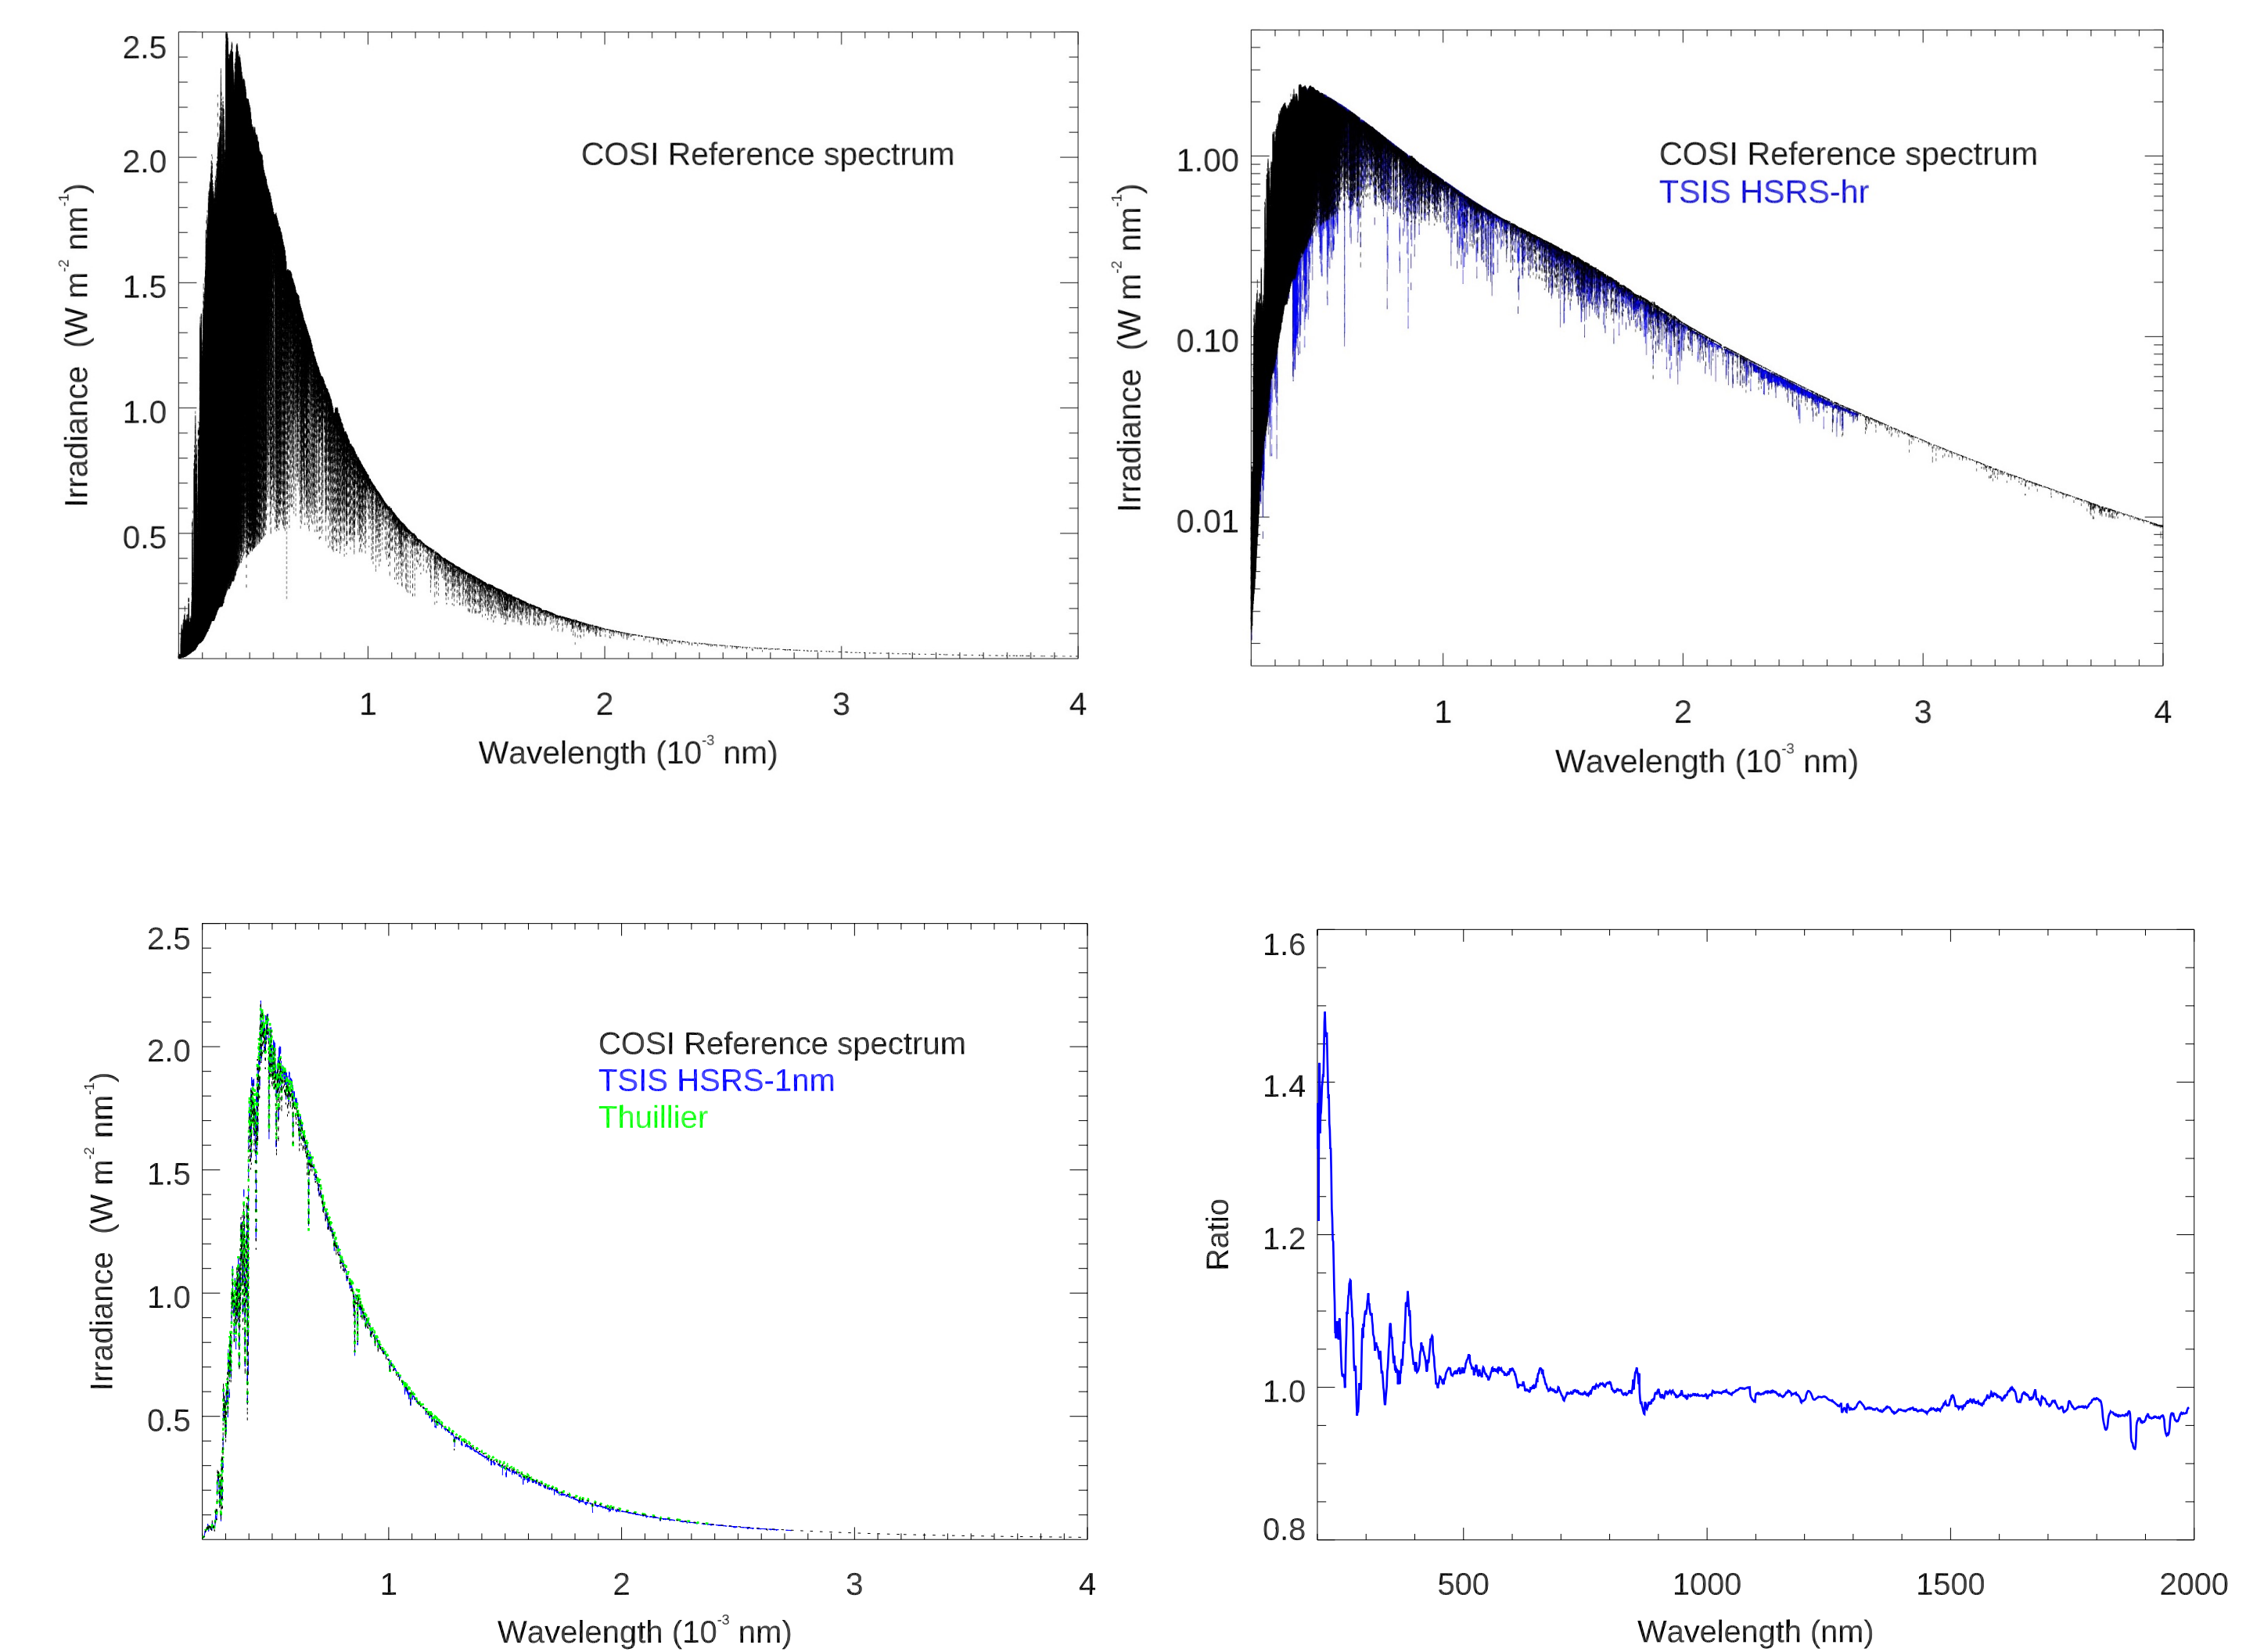 2.5
2.0
1.5
1.0
0.5
Irradiance (W m-2 nm-1)
COSI Reference spectrum
1 2 3 4
Wavelength (10-3 nm)
1.00
0.10
0.01
Irradiance (W m-2 nm-1)
COSI Reference spectrum
TSIS HSRS-hr
1 2 3 4
Wavelength (10-3 nm)
2.5
2.0
1.5
1.0
0.5
Irradiance (W m-2 nm-1)
COSI Reference spectrum
TSIS HSRS-1nm
Thuillier
1 2 3 4
Wavelength (10-3 nm)
1.6
1.4
1.2
1.0
0.8
Ratio
500 1000 1500 2000
Wavelength (nm)